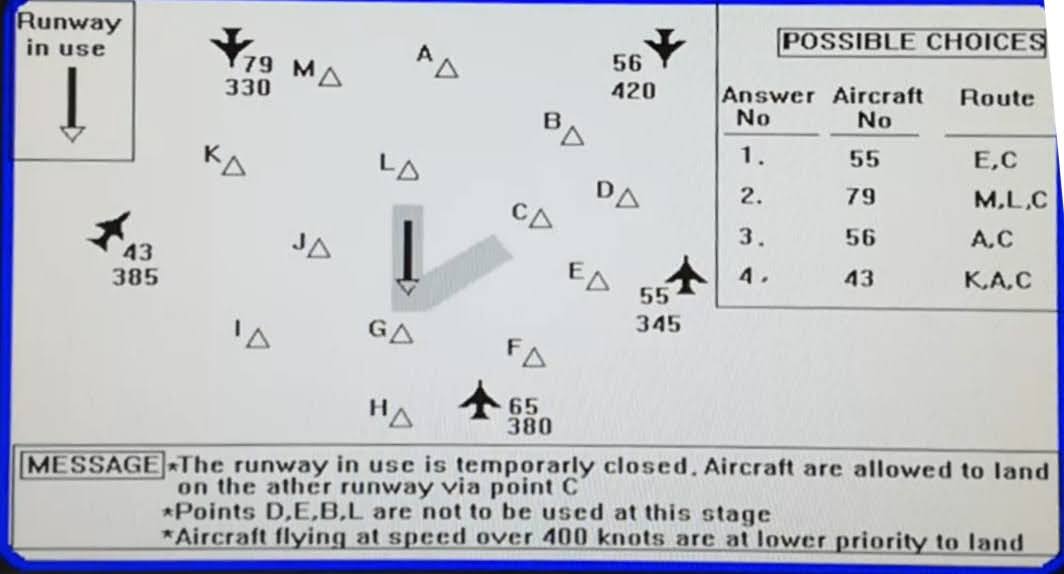 Runway
in use
79
330
M
A
56
420
B
K
L
D
C
43
385
J
E
55
345
I
G
F
H
65
380
POSSIBLE CHOICES
Answer Aircraft Route
No No
1. 55 E,C
2. 79 M,L,C
3. 56 A,C
4. 43 K,A,C
MESSAGE *The runway in use is temporarly closed. Aircraft are allowed to land
on the ather runway via point C
*Points D,E,B,L are not to be used at this stage
*Aircraft flying at speed over 400 knots are at lower priority to land